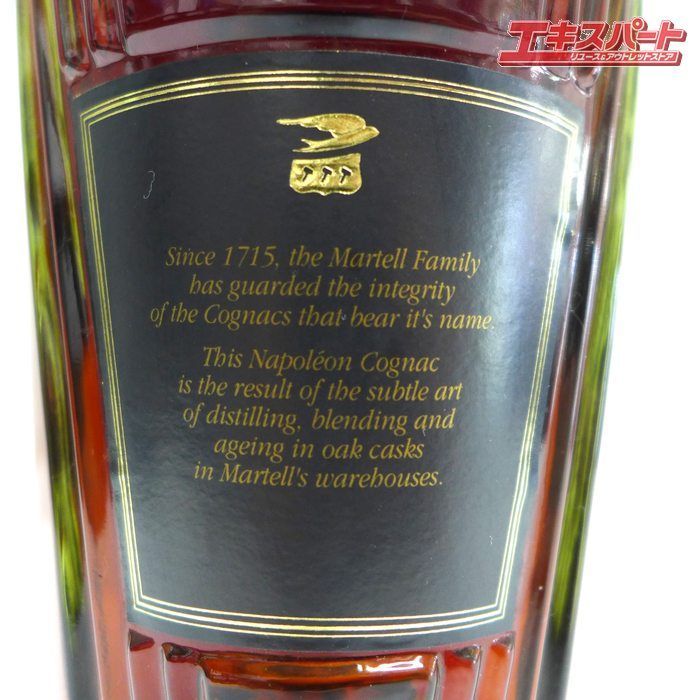 エキスパート
リユース&アウトレットストア
Since 1715, the Martell Family
has guarded the integrity
of the Cognacs that bear it's name.
This Napoléon Cognac
is the result of the subtle art
of distilling, blending and
ageing in oak casks
in Martell's warehouses.